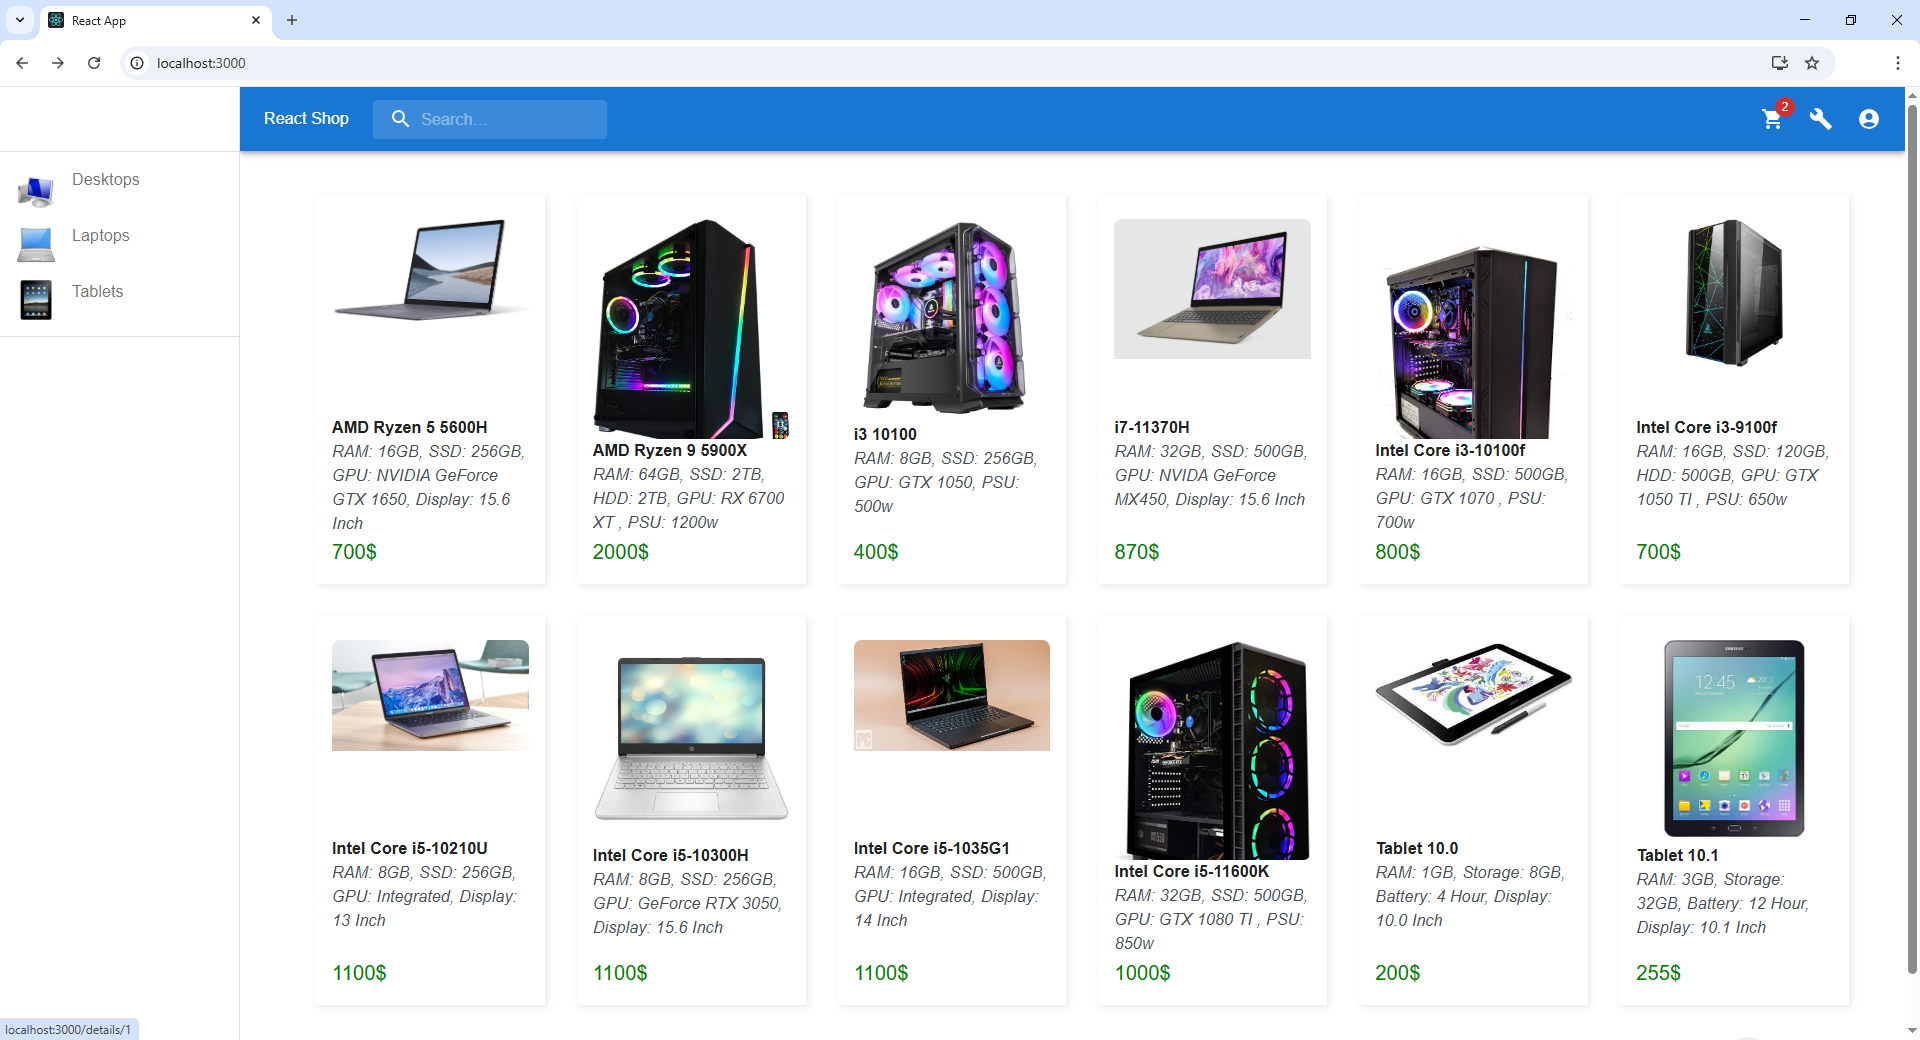 React App
localhost:3000
React Shop
Search...
2
Desktops
Laptops
Tablets
AMD Ryzen 5 5600H
RAM: 16GB, SSD: 256GB,
GPU: NVIDIA GeForce
GTX 1650, Display: 15.6
Inch
700$
AMD Ryzen 9 5900X
RAM: 64GB, SSD: 2TB,
HDD: 2TB, GPU: RX 6700
XT , PSU: 1200w
2000$
i3 10100
RAM: 8GB, SSD: 256GB,
GPU: GTX 1050, PSU:
500w
400$
i7-11370H
RAM: 32GB, SSD: 500GB,
GPU: NVIDA GeForce
MX450, Display: 15.6 Inch
870$
Intel Core i3-10100f
RAM: 16GB, SSD: 500GB,
GPU: GTX 1070 , PSU:
700w
800$
Intel Core i3-9100f
RAM: 16GB, SSD: 120GB,
HDD: 500GB, GPU: GTX
1050 TI , PSU: 650w
700$
Intel Core i5-10210U
RAM: 8GB, SSD: 256GB,
GPU: Integrated, Display:
13 Inch
1100$
Intel Core i5-10300H
RAM: 8GB, SSD: 256GB,
GPU: GeForce RTX 3050,
Display: 15.6 Inch
1100$
PC
Intel Core i5-1035G1
RAM: 16GB, SSD: 500GB,
GPU: Integrated, Display:
14 Inch
1100$
Intel Core i5-11600K
RAM: 32GB, SSD: 500GB,
GPU: GTX 1080 TI , PSU:
850w
1000$
Tablet 10.0
RAM: 1GB, Storage: 8GB,
Battery: 4 Hour, Display:
10.0 Inch
200$
SAMSUNG
12:45
Tablet 10.1
RAM: 3GB, Storage:
32GB, Battery: 12 Hour,
Display: 10.1 Inch
255$
localhost:3000/details/1